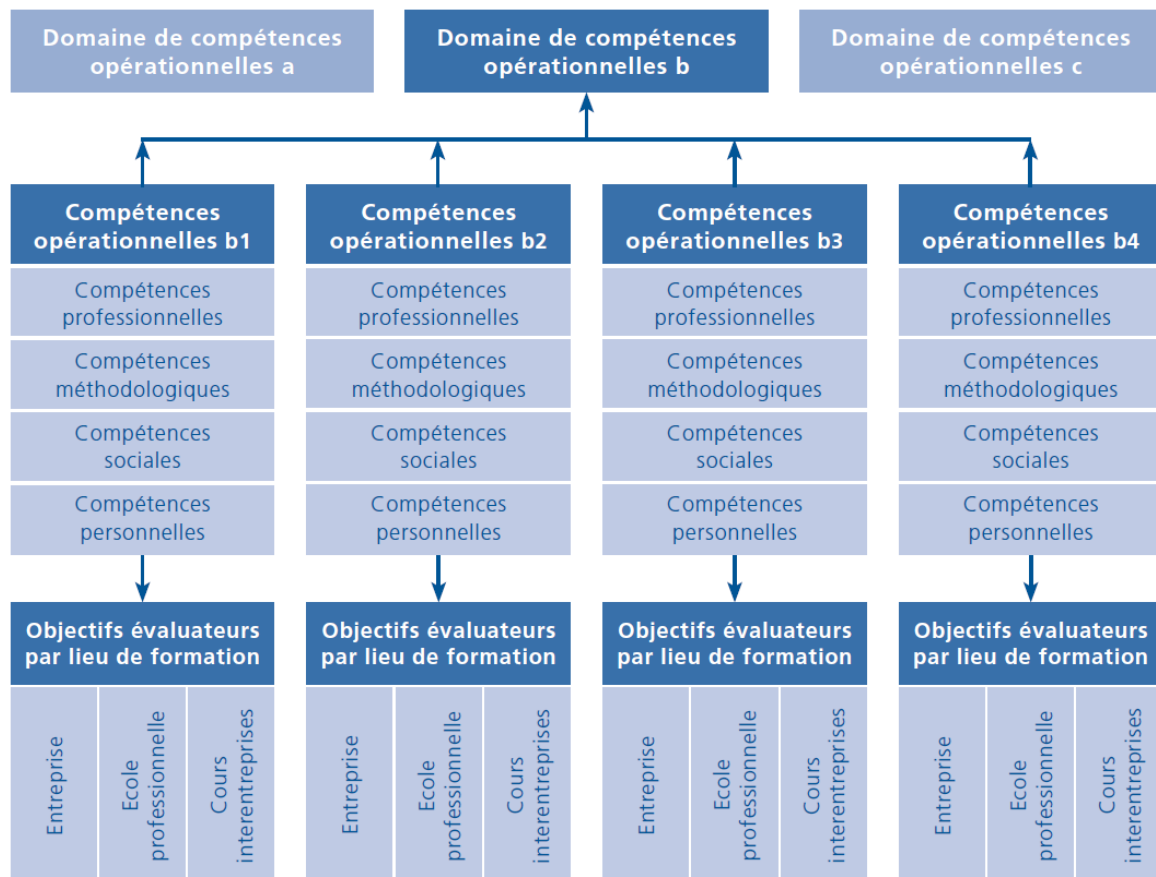 Domaine de compétences
opérationnelles a
Domaine de compétences
opérationnelles b
Domaine de compétences
opérationnelles c
Compétences
opérationnelles b1
Compétences
professionnelles
Compétences
méthodologiques
Compétences
sociales
Compétences
personnelles
Objectifs évaluateurs
par lieu de formation
Entreprise
Ecole
professionnelle
Cours
interentreprises
Compétences
opérationnelles b2
Compétences
professionnelles
Compétences
méthodologiques
Compétences
sociales
Compétences
personnelles
Objectifs évaluateurs
par lieu de formation
Entreprise
Ecole
professionnelle
Cours
interentreprises
Compétences
opérationnelles b3
Compétences
professionnelles
Compétences
méthodologiques
Compétences
sociales
Compétences
personnelles
Objectifs évaluateurs
par lieu de formation
Entreprise
Ecole
professionnelle
Cours
interentreprises
Compétences
opérationnelles b4
Compétences
professionnelles
Compétences
méthodologiques
Compétences
sociales
Compétences
personnelles
Objectifs évaluateurs
par lieu de formation
Entreprise
Ecole
professionnelle
Cours
interentreprises